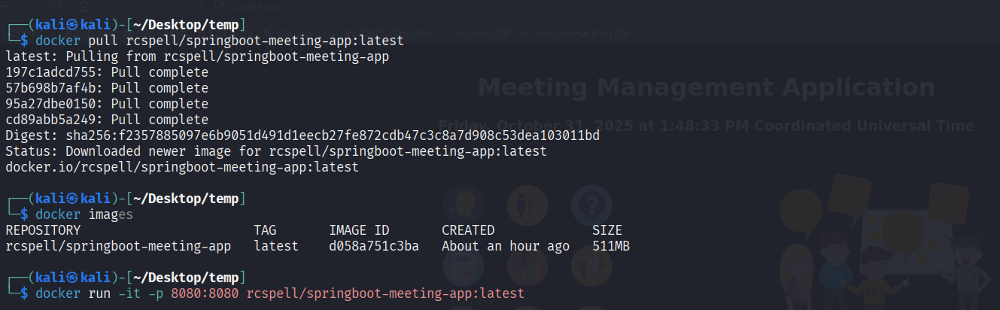 localhost:8080
┌──(kali㉿kali)-[~/Desktop/temp]
└─$ docker pull rcspell/springboot-meeting-app:latest
Exploit-DB Google Hacking DB
latest: Pulling from rcspell/springboot-meeting-app
197c1adcd755: Pull complete
57b698b7af4b: Pull complete
95a27dbe0150: Pull complete
cd89abb5a249: Pull complete
Digest: sha256:f2357885097e6b9051d491d1eecb27fe872cdb47c3c8a7d908c53dea103011bd
Status: Downloaded newer image for rcspell/springboot-meeting-app:latest
docker.io/rcspell/springboot-meeting-app:latest
Meeting Management Application
Friday, October 31, 2025 at 1:48:33 PM Coordinated Universal Time
┌──(kali㉿kali)-[~/Desktop/temp]
└─$ docker images
REPOSITORY TAG IMAGE ID CREATED SIZE
rcspell/springboot-meeting-app latest d058a751c3ba About an hour ago 511MB
┌──(kali㉿kali)-[~/Desktop/temp]
└─$ docker run -it -p 8080:8080 rcspell/springboot-meeting-app:latest